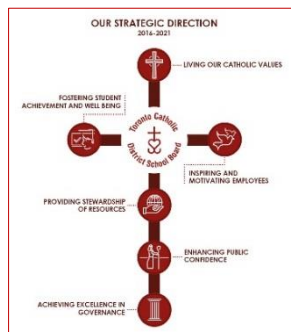 OUR STRATEGIC DIRECTION
2016-2021
LIVING OUR CATHOLIC VALUES
FOSTERING STUDENT
ACHIEVEMENT AND WELL BEING
Toronto Catholic
District School Board
INSPIRING AND
MOTIVATING EMPLOYEES
PROVIDING STEWARDSHIP
OF RESOURCES
ENHANCING PUBLIC
CONFIDENCE
ACHIEVING EXCELLENCE IN
GOVERNANCE